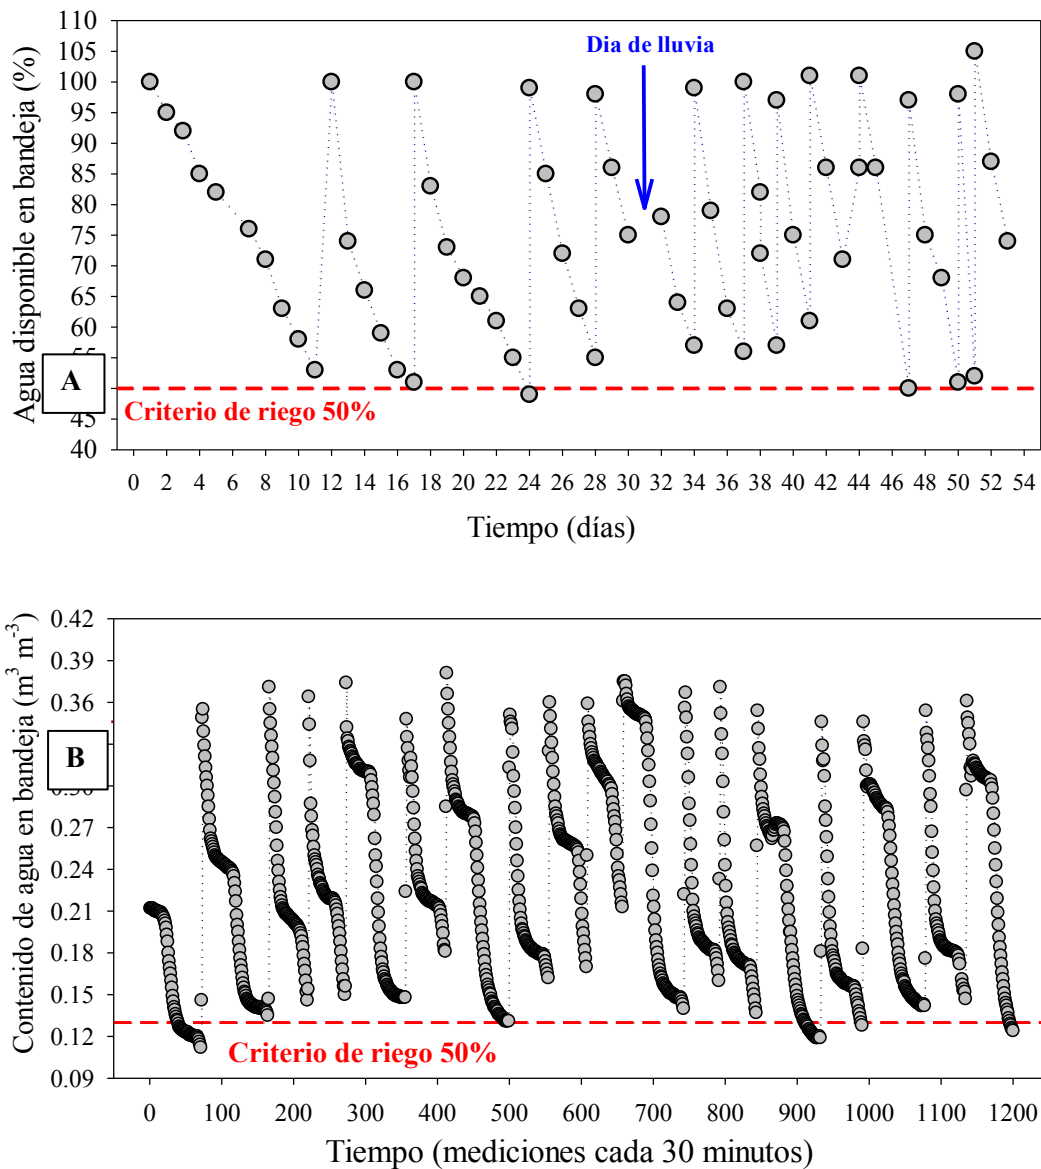 110
105
100
95
90
85
80
75
70
65
60
55
50
45
40
Agua disponible en bandeja (%)
Dia de lluvia
A
Criterio de riego 50%
0 2 4 6 8 10 12 14 16 18 20 22 24 26 28 30 32 34 36 38 40 42 44 46 48 50 52 54
Tiempo (días)
0.42
0.39
0.36
0.30
0.27
0.24
0.21
0.18
0.15
0.12
0.09
Contenido de agua en bandeja (m³ m⁻³)
B
Criterio de riego 50%
0 100 200 300 400 500 600 700 800 900 1000 1100 1200
Tiempo (mediciones cada 30 minutos)